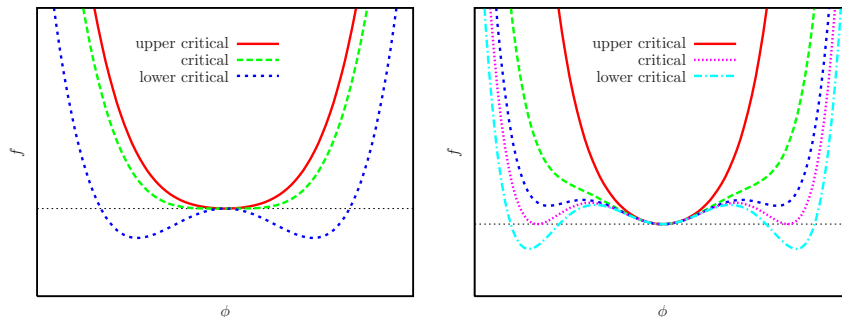 upper critical
critical
lower critical
f
ϕ
upper critical
critical
lower critical
f
ϕ